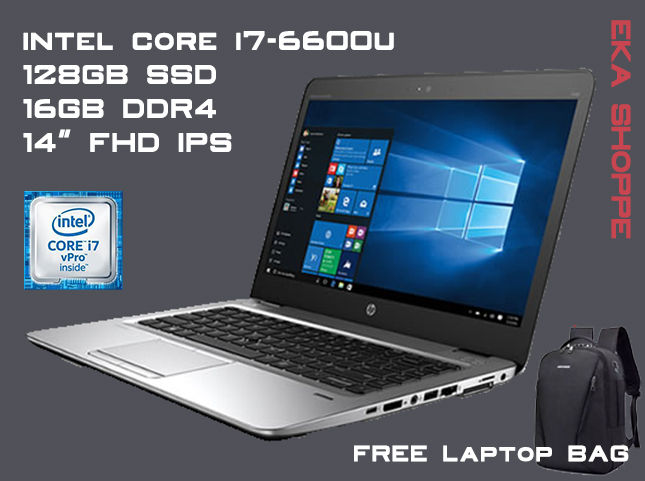 INTEL CORE I7-6600U
128GB SSD
16GB DDR4
14" FHD IPS
EKA SHOPPE
intel
CORE i7
vPro
inside
hp
FREE LAPTOP BAG